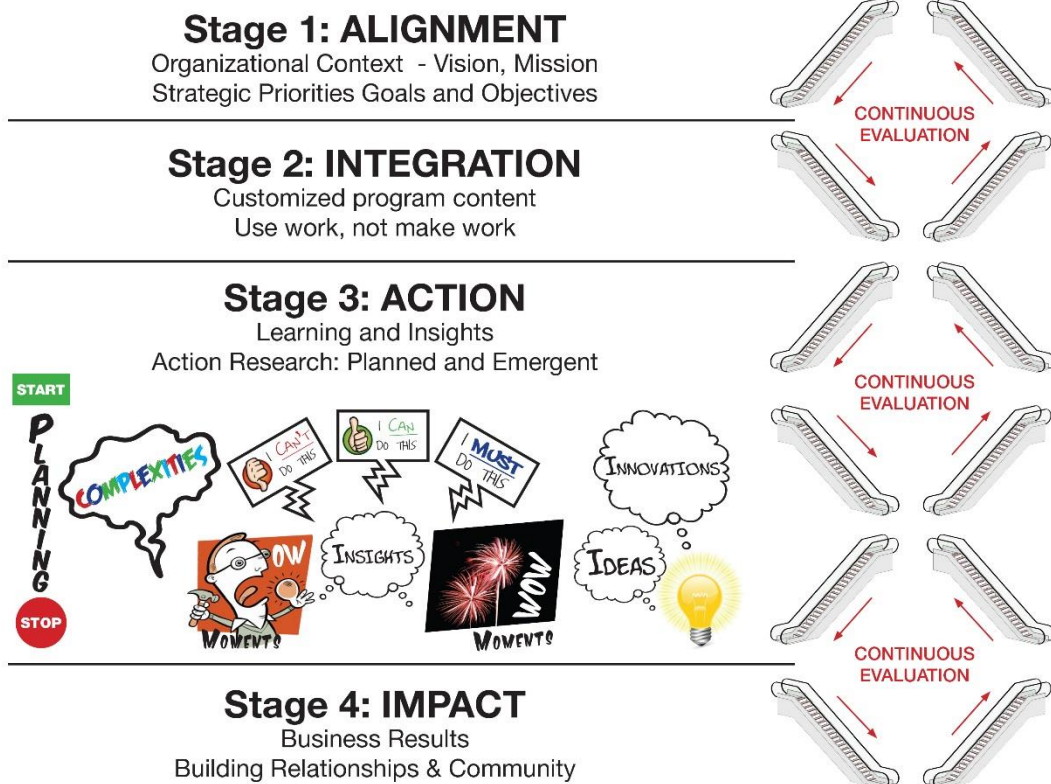 Stage 1: ALIGNMENT
Organizational Context - Vision, Mission
Strategic Priorities Goals and Objectives
CONTINUOUS
EVALUATION
Stage 2: INTEGRATION
Customized program content
Use work, not make work
Stage 3: ACTION
Learning and Insights
Action Research: Planned and Emergent
CONTINUOUS
EVALUATION
START
PLANNING
STOP
COMPLEXITIES
I CAN'T
DO THIS
I CAN
DO THIS
I MUST
DO THIS
INNOVATIONS
OW
MOMENTS
INSIGHTS
WOW
MOMENTS
IDEAS
CONTINUOUS
EVALUATION
Stage 4: IMPACT
Business Results
Building Relationships & Community